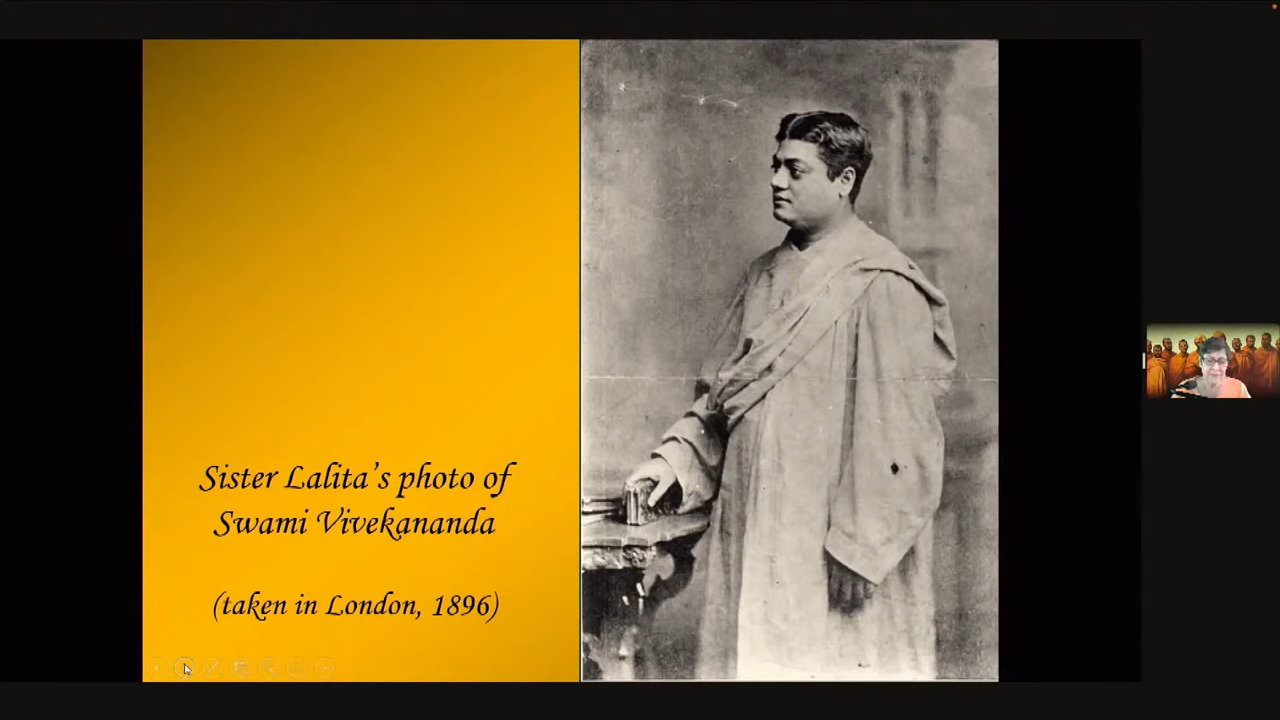 Sister Lalita's photo of
Swami Vivekananda
(taken in London, 1896)